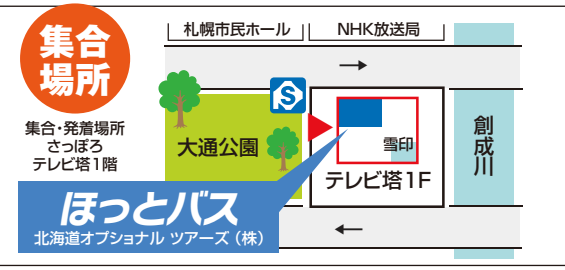 集合
場所
集合・発着場所
さっぽろ
テレビ塔1階
ほっとバス
北海道オプショナル ツアーズ（株）
札幌市民ホール
NHK放送局
→
S
大通公園
雪印
テレビ塔1F
創成川
←